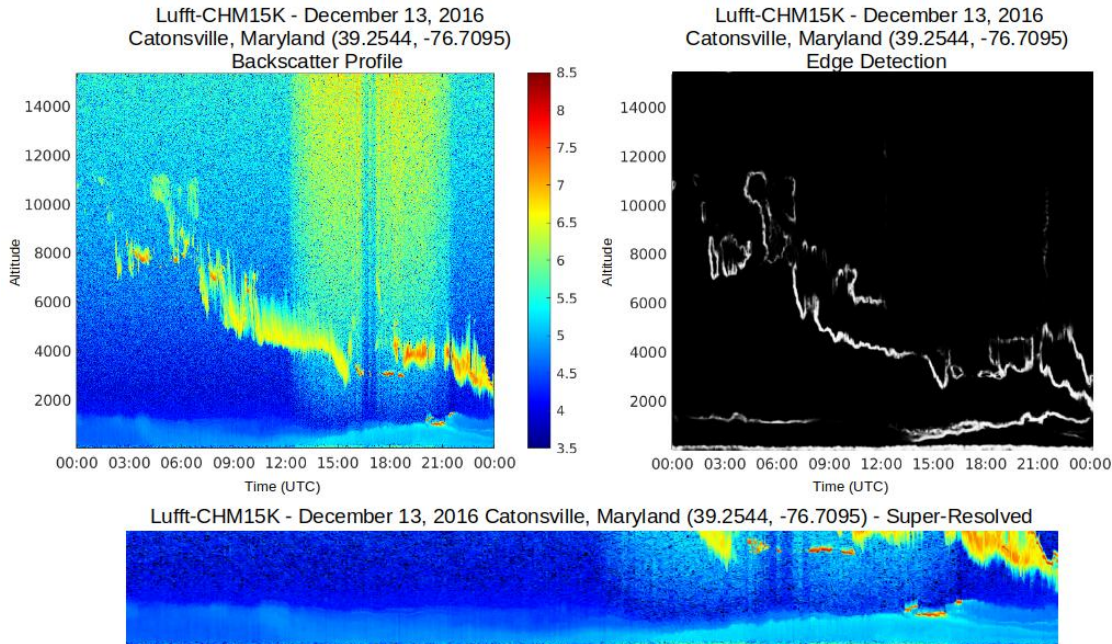 Lufft-CHM15K - December 13, 2016
Catonsville, Maryland (39.2544, -76.7095)
Backscatter Profile
14000
12000
10000
8000
6000
4000
2000
Altitude
00:00 03:00 06:00 09:00 12:00 15:00 18:00 21:00 00:00
Time (UTC)
8.5
8
7.5
7
6.5
6
5.5
5
4.5
4
3.5
Lufft-CHM15K - December 13, 2016
Catonsville, Maryland (39.2544, -76.7095)
Edge Detection
14000
12000
10000
8000
6000
4000
2000
Altitude
00:00 03:00 06:00 09:00 12:00 15:00 18:00 21:00 00:00
Time (UTC)
Lufft-CHM15K - December 13, 2016 Catonsville, Maryland (39.2544, -76.7095) - Super-Resolved